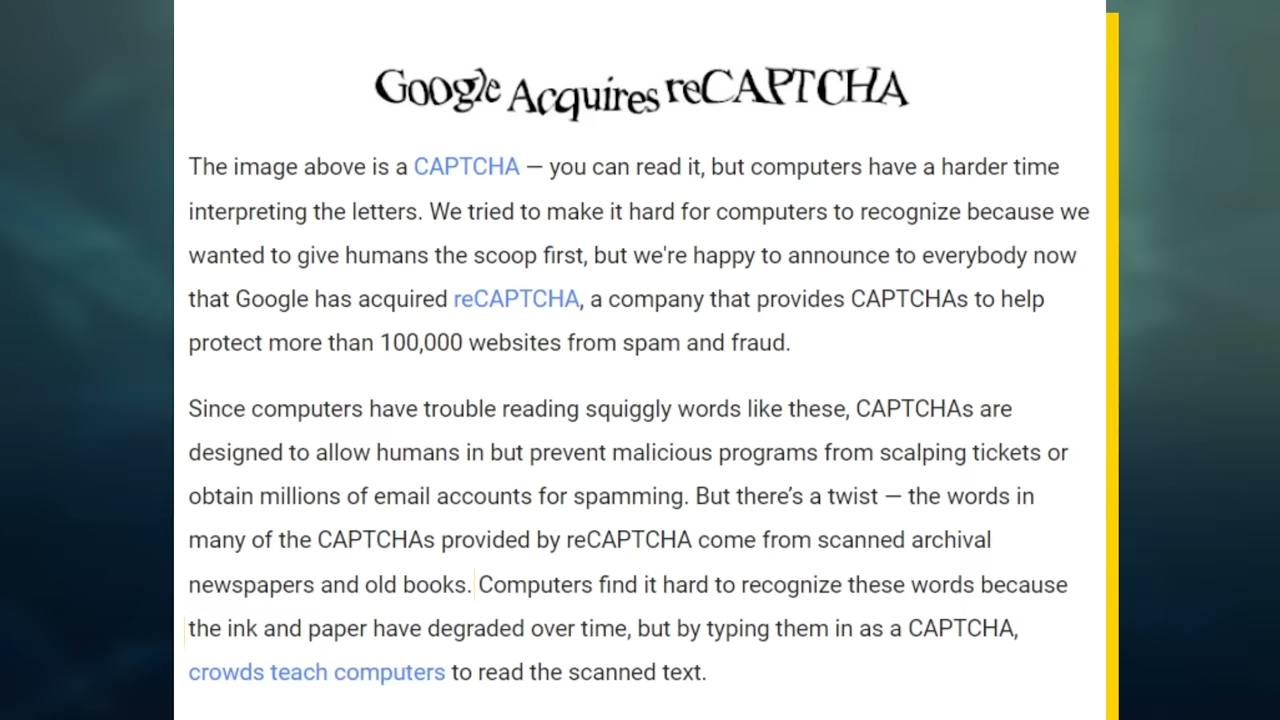 Google Acquires reCAPTCHA
The image above is a CAPTCHA — you can read it, but computers have a harder time
interpreting the letters. We tried to make it hard for computers to recognize because we
wanted to give humans the scoop first, but we're happy to announce to everybody now
that Google has acquired reCAPTCHA, a company that provides CAPTCHAs to help
protect more than 100,000 websites from spam and fraud.
Since computers have trouble reading squiggly words like these, CAPTCHAs are
designed to allow humans in but prevent malicious programs from scalping tickets or
obtain millions of email accounts for spamming. But there’s a twist — the words in
many of the CAPTCHAs provided by reCAPTCHA come from scanned archival
newspapers and old books. Computers find it hard to recognize these words because
the ink and paper have degraded over time, but by typing them in as a CAPTCHA,
crowds teach computers to read the scanned text.